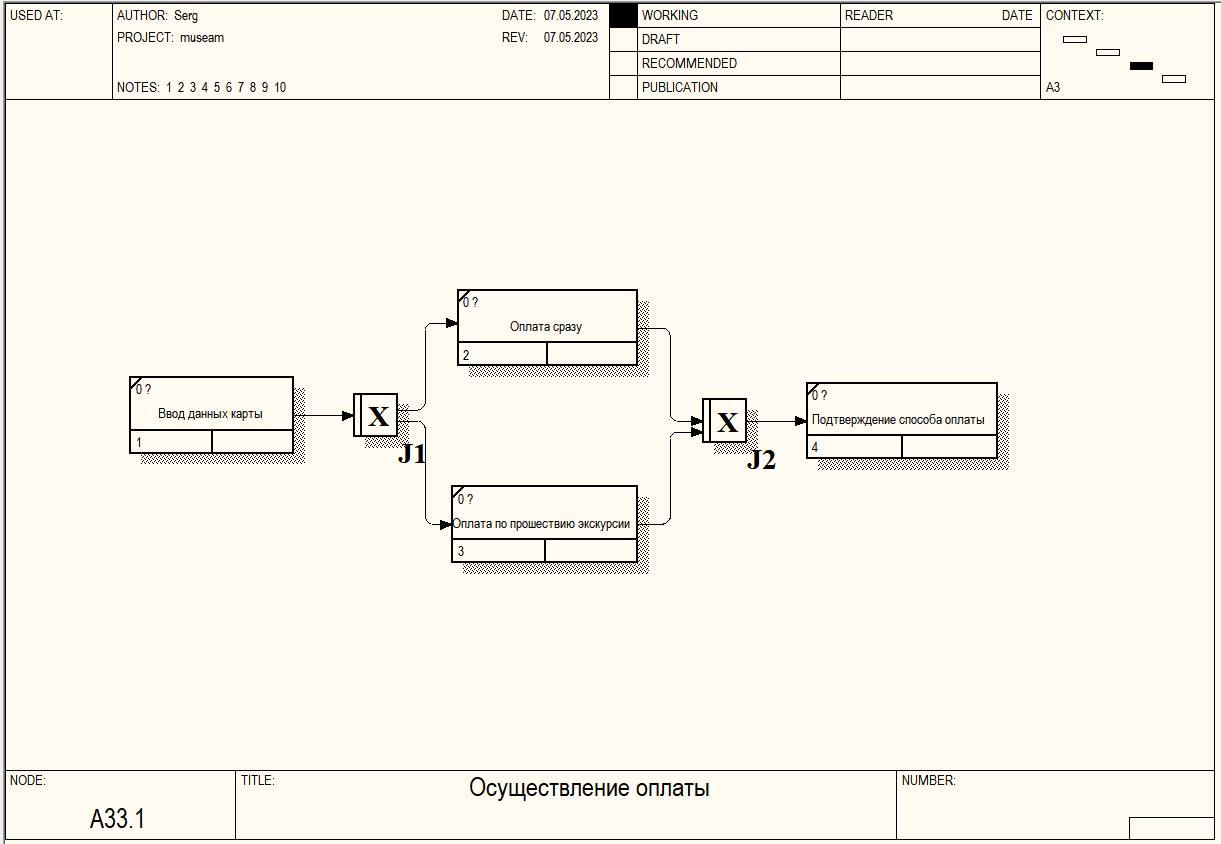 USED AT:
AUTHOR: Serg
DATE: 07.05.2023
PROJECT: museam
REV: 07.05.2023
NOTES: 1 2 3 4 5 6 7 8 9 10
WORKING
DRAFT
RECOMMENDED
PUBLICATION
READER DATE
CONTEXT:
A3
0 ?
Ввод данных карты
1
X
J1
0 ?
Оплата сразу
2
0 ?
Оплата по прошествию экскурсии
3
X
J2
0 ?
Подтверждение способа оплаты
4
NODE:
A33.1
TITLE:
Осуществление оплаты
NUMBER: